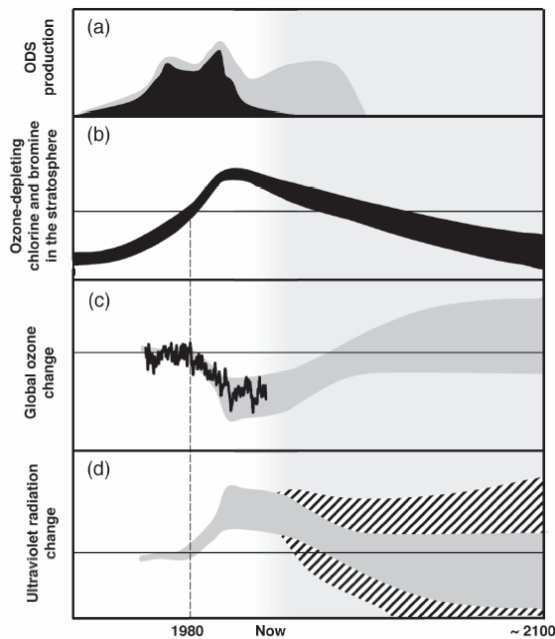 (a)
ODS
production
(b)
Ozone-depleting
chlorine and bromine
in the stratosphere
(c)
Global ozone
change
(d)
Ultraviolet radiation
change
1980
Now
~ 2100